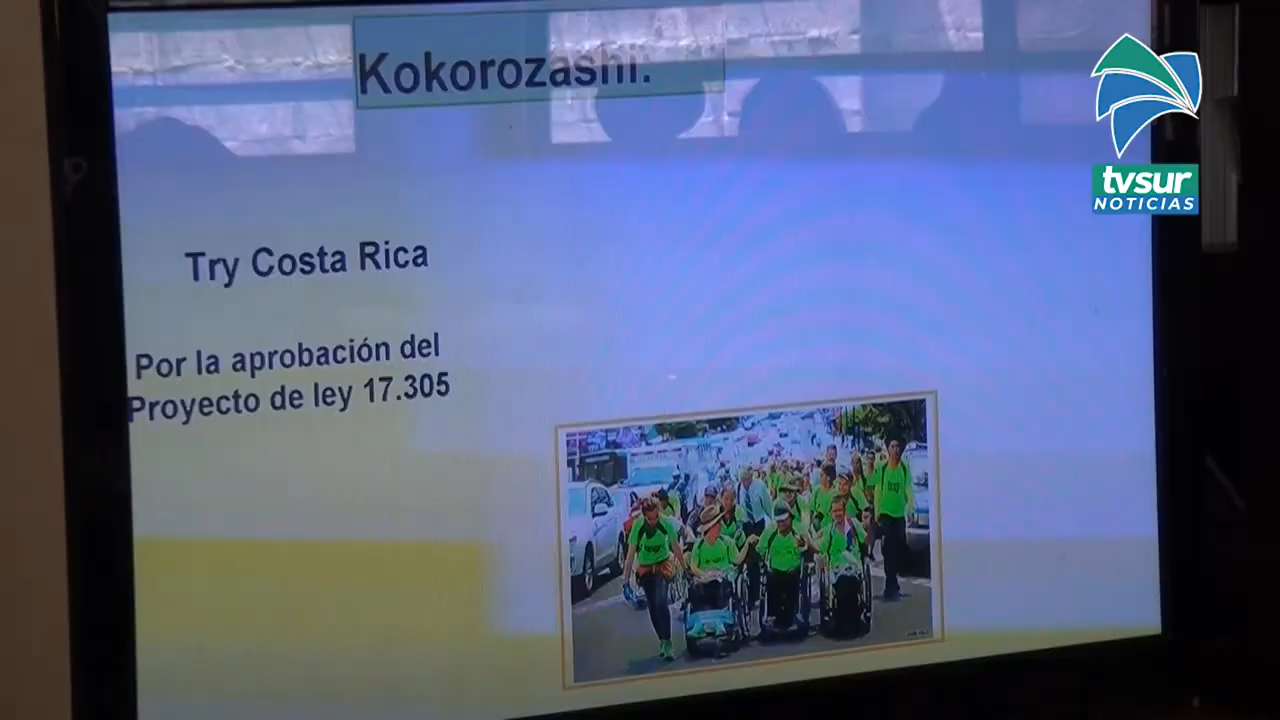 Kokorozashi.
tvsur
NOTICIAS
Try Costa Rica
Por la aprobación del
Proyecto de ley 17.305